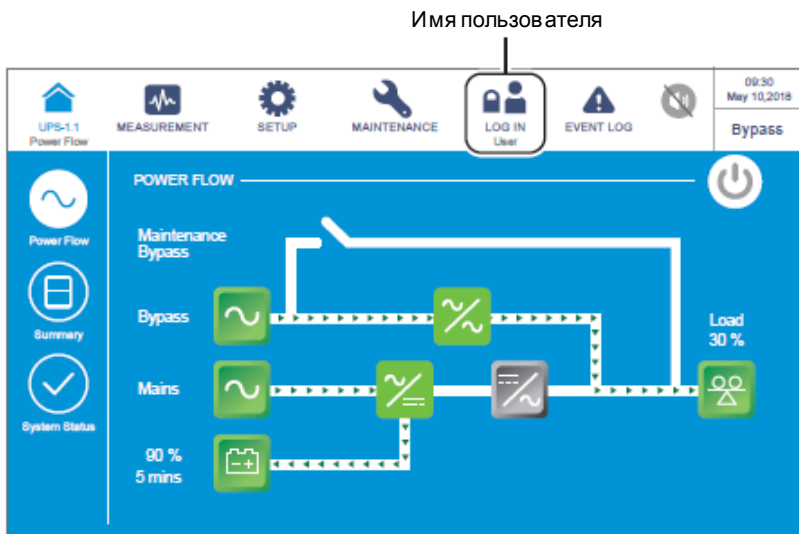 Имя пользователя
09:30
May 10,2018
UPS-1.1
Power Flow
MEASUREMENT
SETUP
MAINTENANCE
LOG IN
User
EVENT LOG
Bypass
POWER FLOW
Power Flow
Maintenance
Bypass
Summary
Bypass
Load
30 %
Mains
System Status
90 %
5 mins